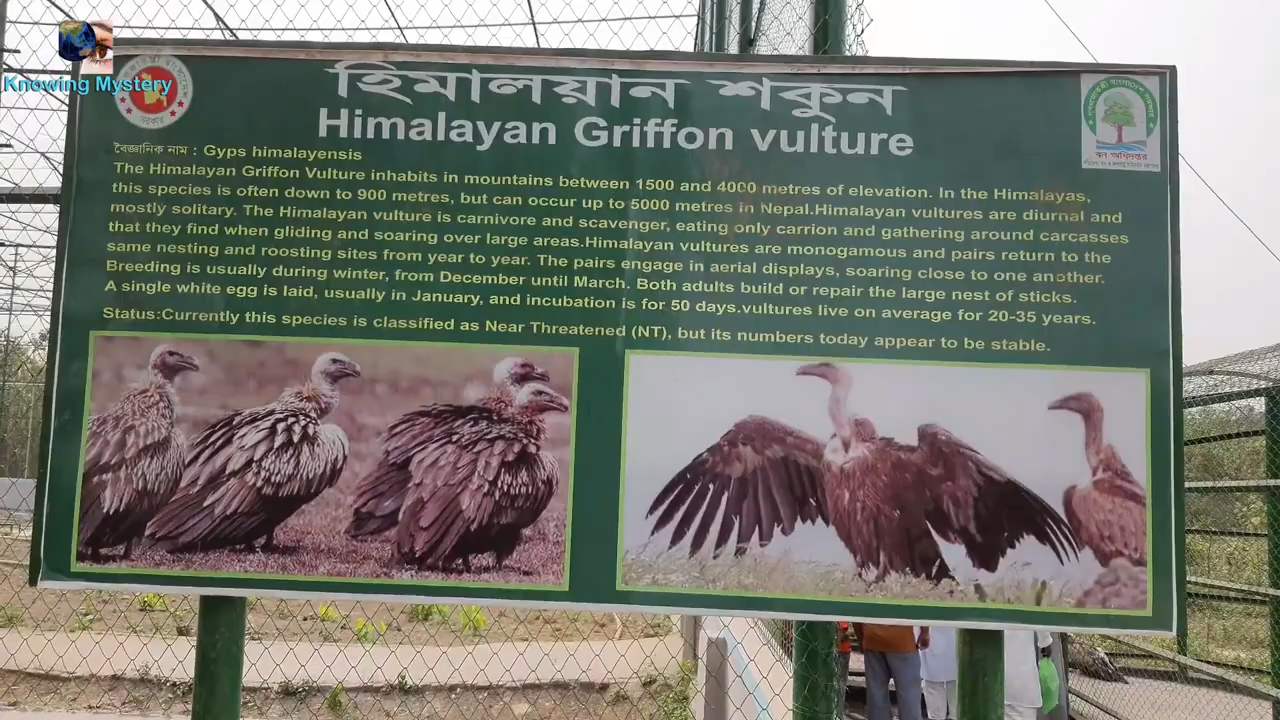 Knowing Mystery
হিমালয়ান শকুন
Himalayan Griffon vulture
বৈজ্ঞানিক নাম : Gyps himalayensis
The Himalayan Griffon Vulture inhabits in mountains between 1500 and 4000 metres of elevation. In the Himalayas,
this species is often down to 900 metres, but can occur up to 5000 metres in Nepal.Himalayan vultures are diurnal and
mostly solitary. The Himalayan vulture is carnivore and scavenger, eating only carrion and gathering around carcasses
that they find when gliding and soaring over large areas.Himalayan vultures are monogamous and pairs return to the
same nesting and roosting sites from year to year. The pairs engage in aerial displays, soaring close to one another.
Breeding is usually during winter, from December until March. Both adults build or repair the large nest of sticks.
A single white egg is laid, usually in January, and incubation is for 50 days.vultures live on average for 20-35 years.
Status:Currently this species is classified as Near Threatened (NT), but its numbers today appear to be stable.
বন অধিদপ্তর